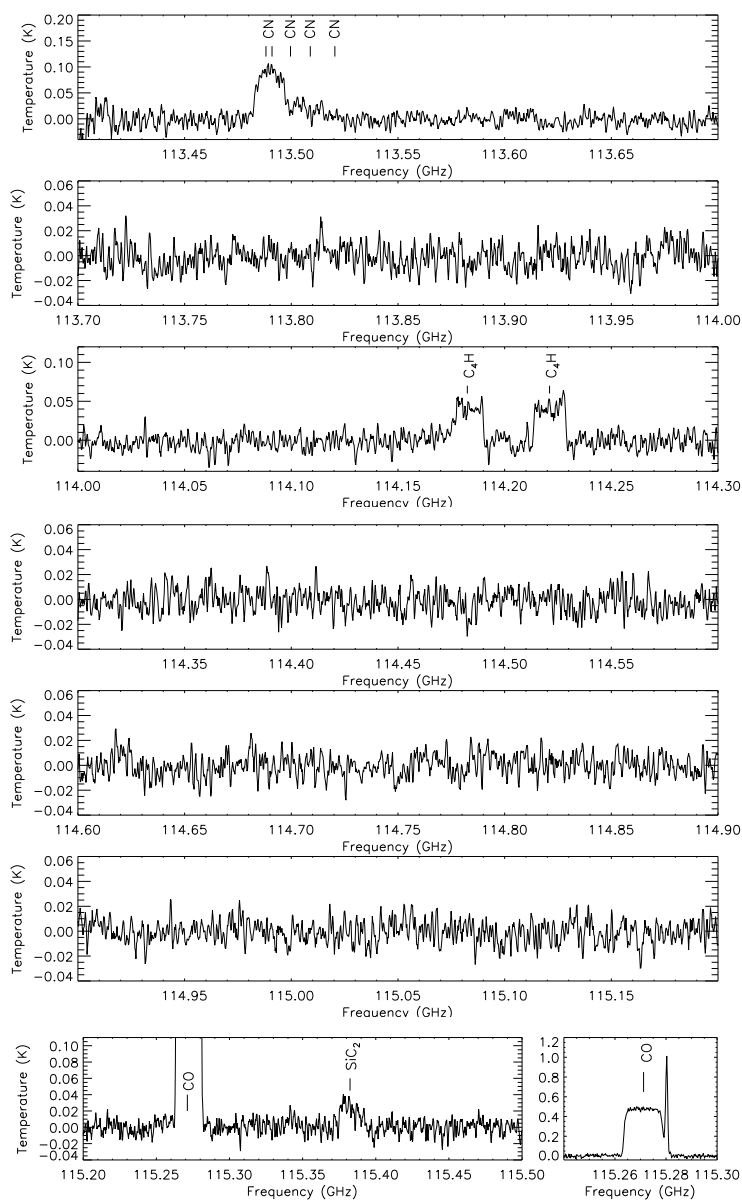 CN CN CN CN
0.20
0.15
0.10
0.05
0.00
Temperature (K)
113.45 113.50 113.55 113.60 113.65
Frequency (GHz)
0.06
0.04
0.02
0.00
−0.02
−0.04
Temperature (K)
113.70 113.75 113.80 113.85 113.90 113.95 114.00
Frequency (GHz)
C₄H C₄H
0.10
0.05
0.00
Temperature (K)
114.00 114.05 114.10 114.15 114.20 114.25 114.30
Frequency (GHz)
0.06
0.04
0.02
0.00
−0.02
−0.04
Temperature (K)
114.35 114.40 114.45 114.50 114.55
Frequency (GHz)
0.06
0.04
0.02
0.00
−0.02
−0.04
Temperature (K)
114.60 114.65 114.70 114.75 114.80 114.85 114.90
Frequency (GHz)
0.06
0.04
0.02
0.00
−0.02
−0.04
Temperature (K)
114.95 115.00 115.05 115.10 115.15
Frequency (GHz)
CO SiC₂
0.10
0.08
0.06
0.04
0.02
0.00
−0.02
−0.04
Temperature (K)
115.20 115.25 115.30 115.35 115.40 115.45 115.50
Frequency (GHz)
CO
1.2
1.0
0.8
0.6
0.4
0.2
0.0
115.26 115.28 115.30
Frequency (GHz)